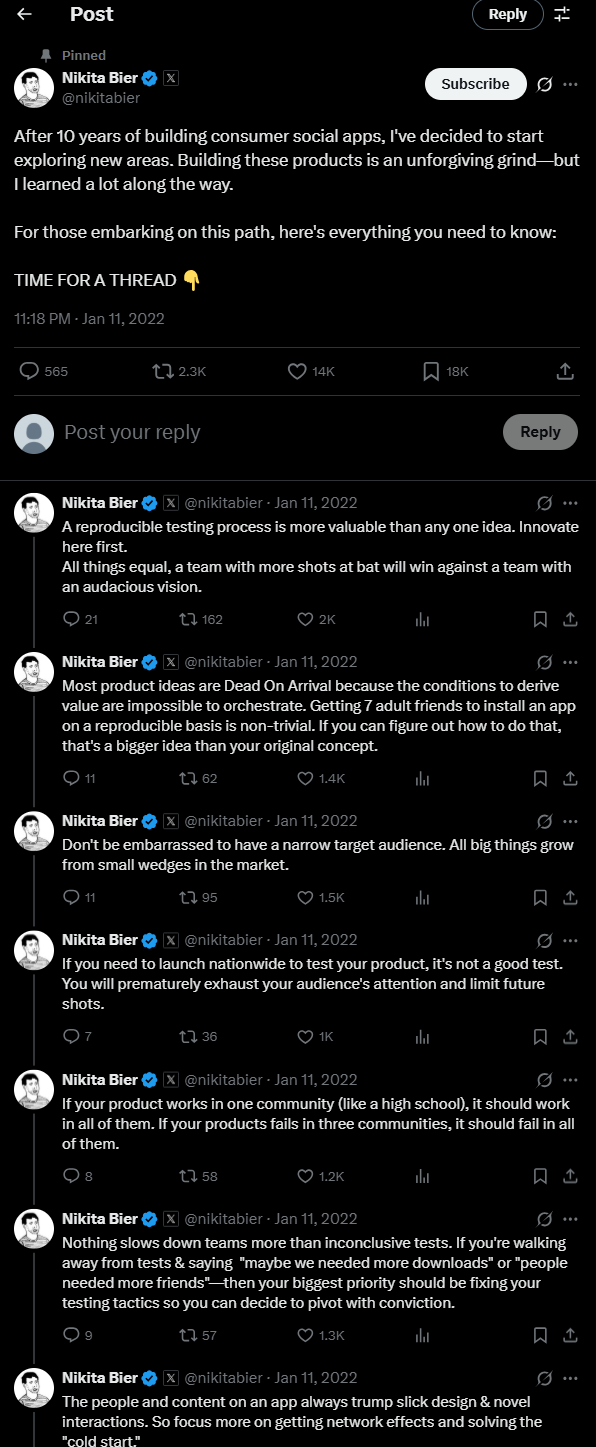 Post
Reply
Pinned
Nikita Bier
@nikitabier
Subscribe
After 10 years of building consumer social apps, I've decided to start
exploring new areas. Building these products is an unforgiving grind—but
I learned a lot along the way.
For those embarking on this path, here's everything you need to know:
TIME FOR A THREAD 👇
11:18 PM · Jan 11, 2022
565 2.3K 14K 18K
Post your reply
Reply
Nikita Bier @nikitabier · Jan 11, 2022
A reproducible testing process is more valuable than any one idea. Innovate
here first.
All things equal, a team with more shots at bat will win against a team with
an audacious vision.
21 162 2K
Nikita Bier @nikitabier · Jan 11, 2022
Most product ideas are Dead On Arrival because the conditions to derive
value are impossible to orchestrate. Getting 7 adult friends to install an app
on a reproducible basis is non-trivial. If you can figure out how to do that,
that's a bigger idea than your original concept.
11 62 1.4K
Nikita Bier @nikitabier · Jan 11, 2022
Don't be embarrassed to have a narrow target audience. All big things grow
from small wedges in the market.
11 95 1.5K
Nikita Bier @nikitabier · Jan 11, 2022
If you need to launch nationwide to test your product, it's not a good test.
You will prematurely exhaust your audience's attention and limit future
shots.
7 36 1K
Nikita Bier @nikitabier · Jan 11, 2022
If your product works in one community (like a high school), it should work
in all of them. If your products fails in three communities, it should fail in all
of them.
8 58 1.2K
Nikita Bier @nikitabier · Jan 11, 2022
Nothing slows down teams more than inconclusive tests. If you're walking
away from tests & saying "maybe we needed more downloads" or "people
needed more friends"—then your biggest priority should be fixing your
testing tactics so you can decide to pivot with conviction.
9 57 1.3K
Nikita Bier @nikitabier · Jan 11, 2022
The people and content on an app always trump slick design & novel
interactions. So focus more on getting network effects and solving the
"cold start."